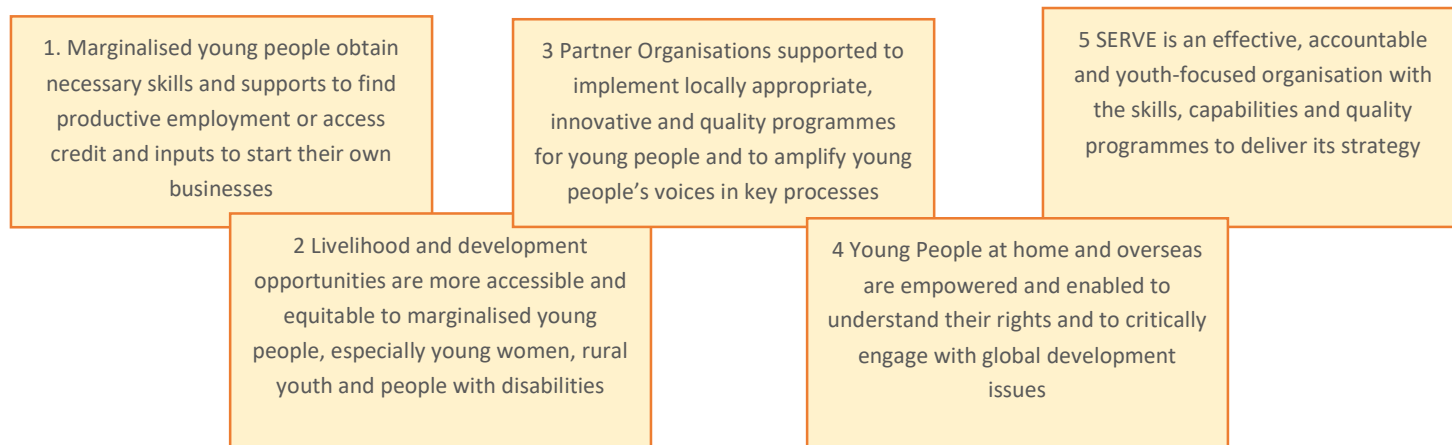 1. Marginalised young people obtain
necessary skills and supports to find
productive employment or access
credit and inputs to start their own
businesses
2 Livelihood and development
opportunities are more accessible and
equitable to marginalised young
people, especially young women, rural
youth and people with disabilities
3 Partner Organisations supported to
implement locally appropriate,
innovative and quality programmes
for young people and to amplify young
people’s voices in key processes
4 Young People at home and overseas
are empowered and enabled to
understand their rights and to critically
engage with global development
issues
5 SERVE is an effective, accountable
and youth-focused organisation with
the skills, capabilities and quality
programmes to deliver its strategy